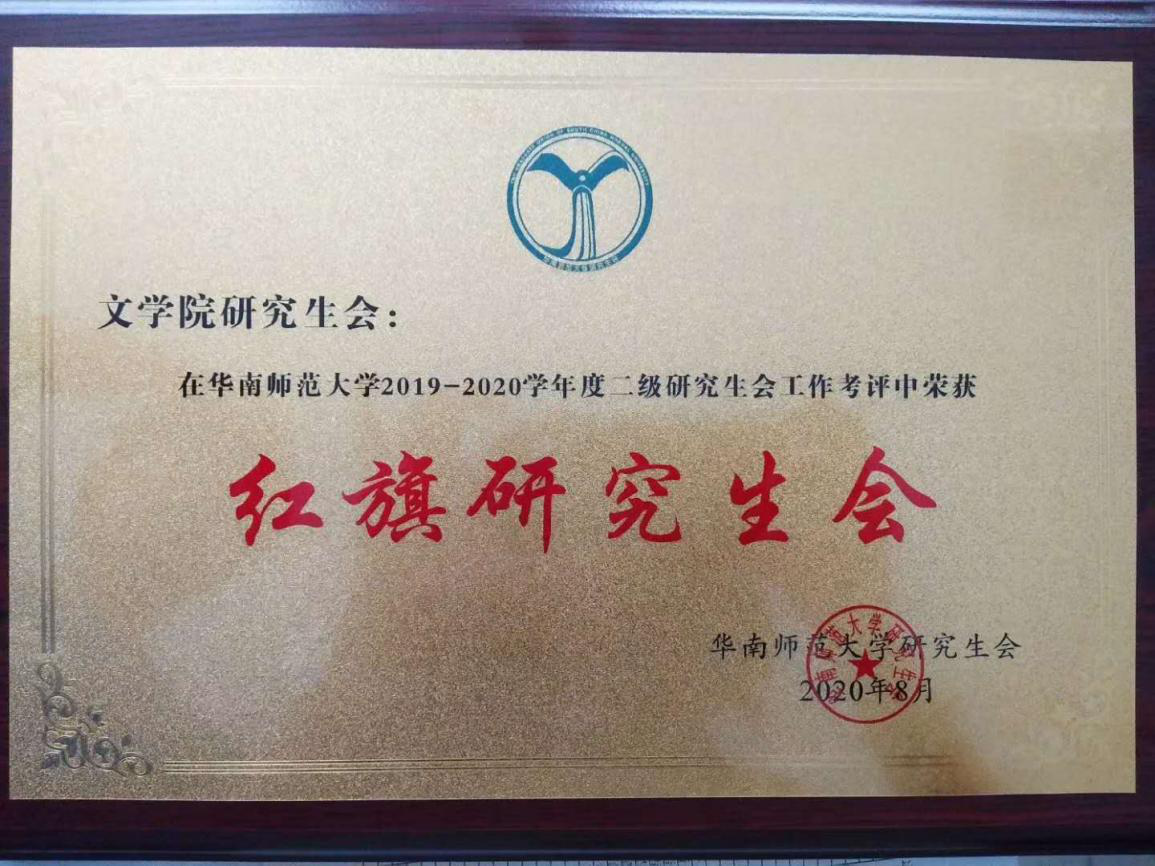 文学院研究生会：
在华南师范大学2019-2020学年度二级研究生会工作考评中荣获
红旗研究生会
华南师范大学研究生会
2020年8月